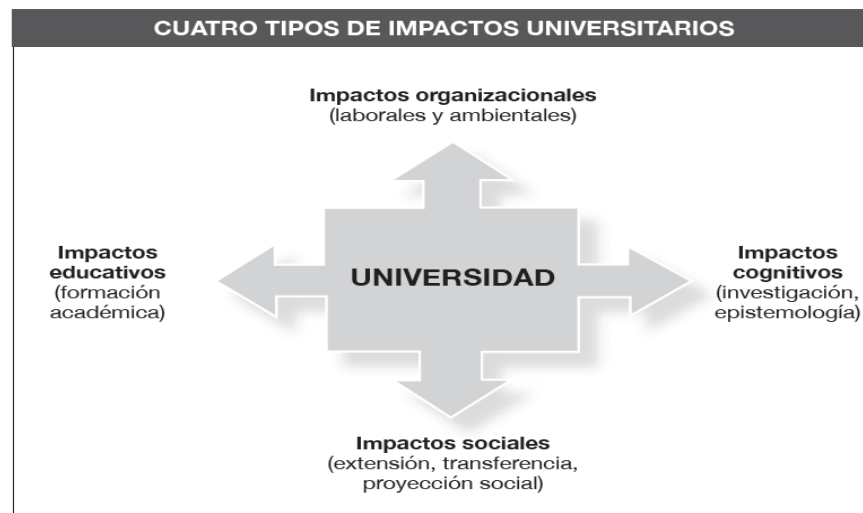 CUATRO TIPOS DE IMPACTOS UNIVERSITARIOS
Impactos organizacionales
(laborales y ambientales)
Impactos
educativos
(formación
académica)
UNIVERSIDAD
Impactos
cognitivos
(investigación,
epistemología)
Impactos sociales
(extensión, transferencia,
proyección social)